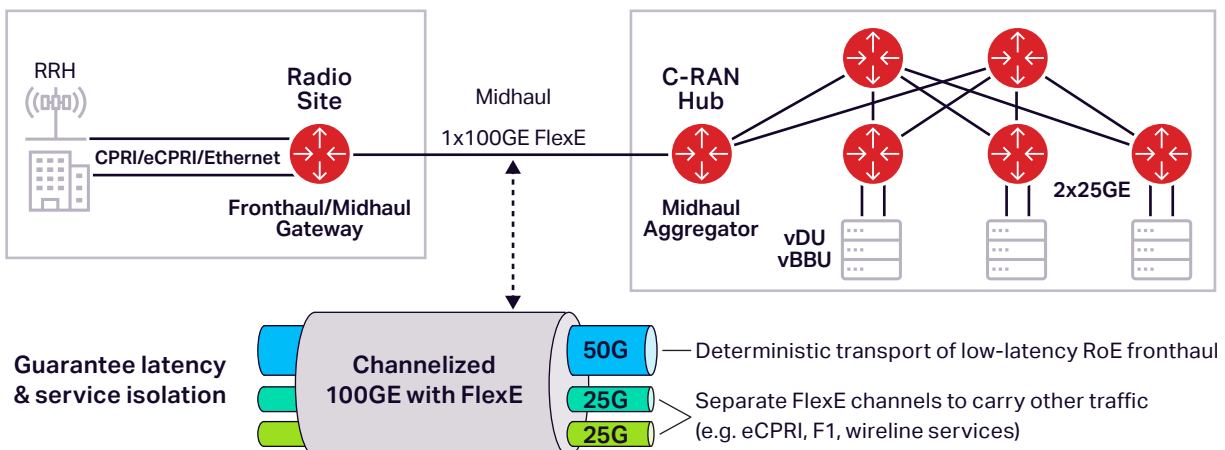 RRH
Radio
Site
CPRI/eCPRI/Ethernet
Fronthaul/Midhaul
Gateway
Midhaul
1x100GE FlexE
C-RAN
Hub
Midhaul
Aggregator
2x25GE
vDU
vBBU
Guarantee latency
& service isolation
Channelized
100GE with FlexE
50G
25G
25G
Deterministic transport of low-latency RoE fronthaul
Separate FlexE channels to carry other traffic
(e.g. eCPRI, F1, wireline services)